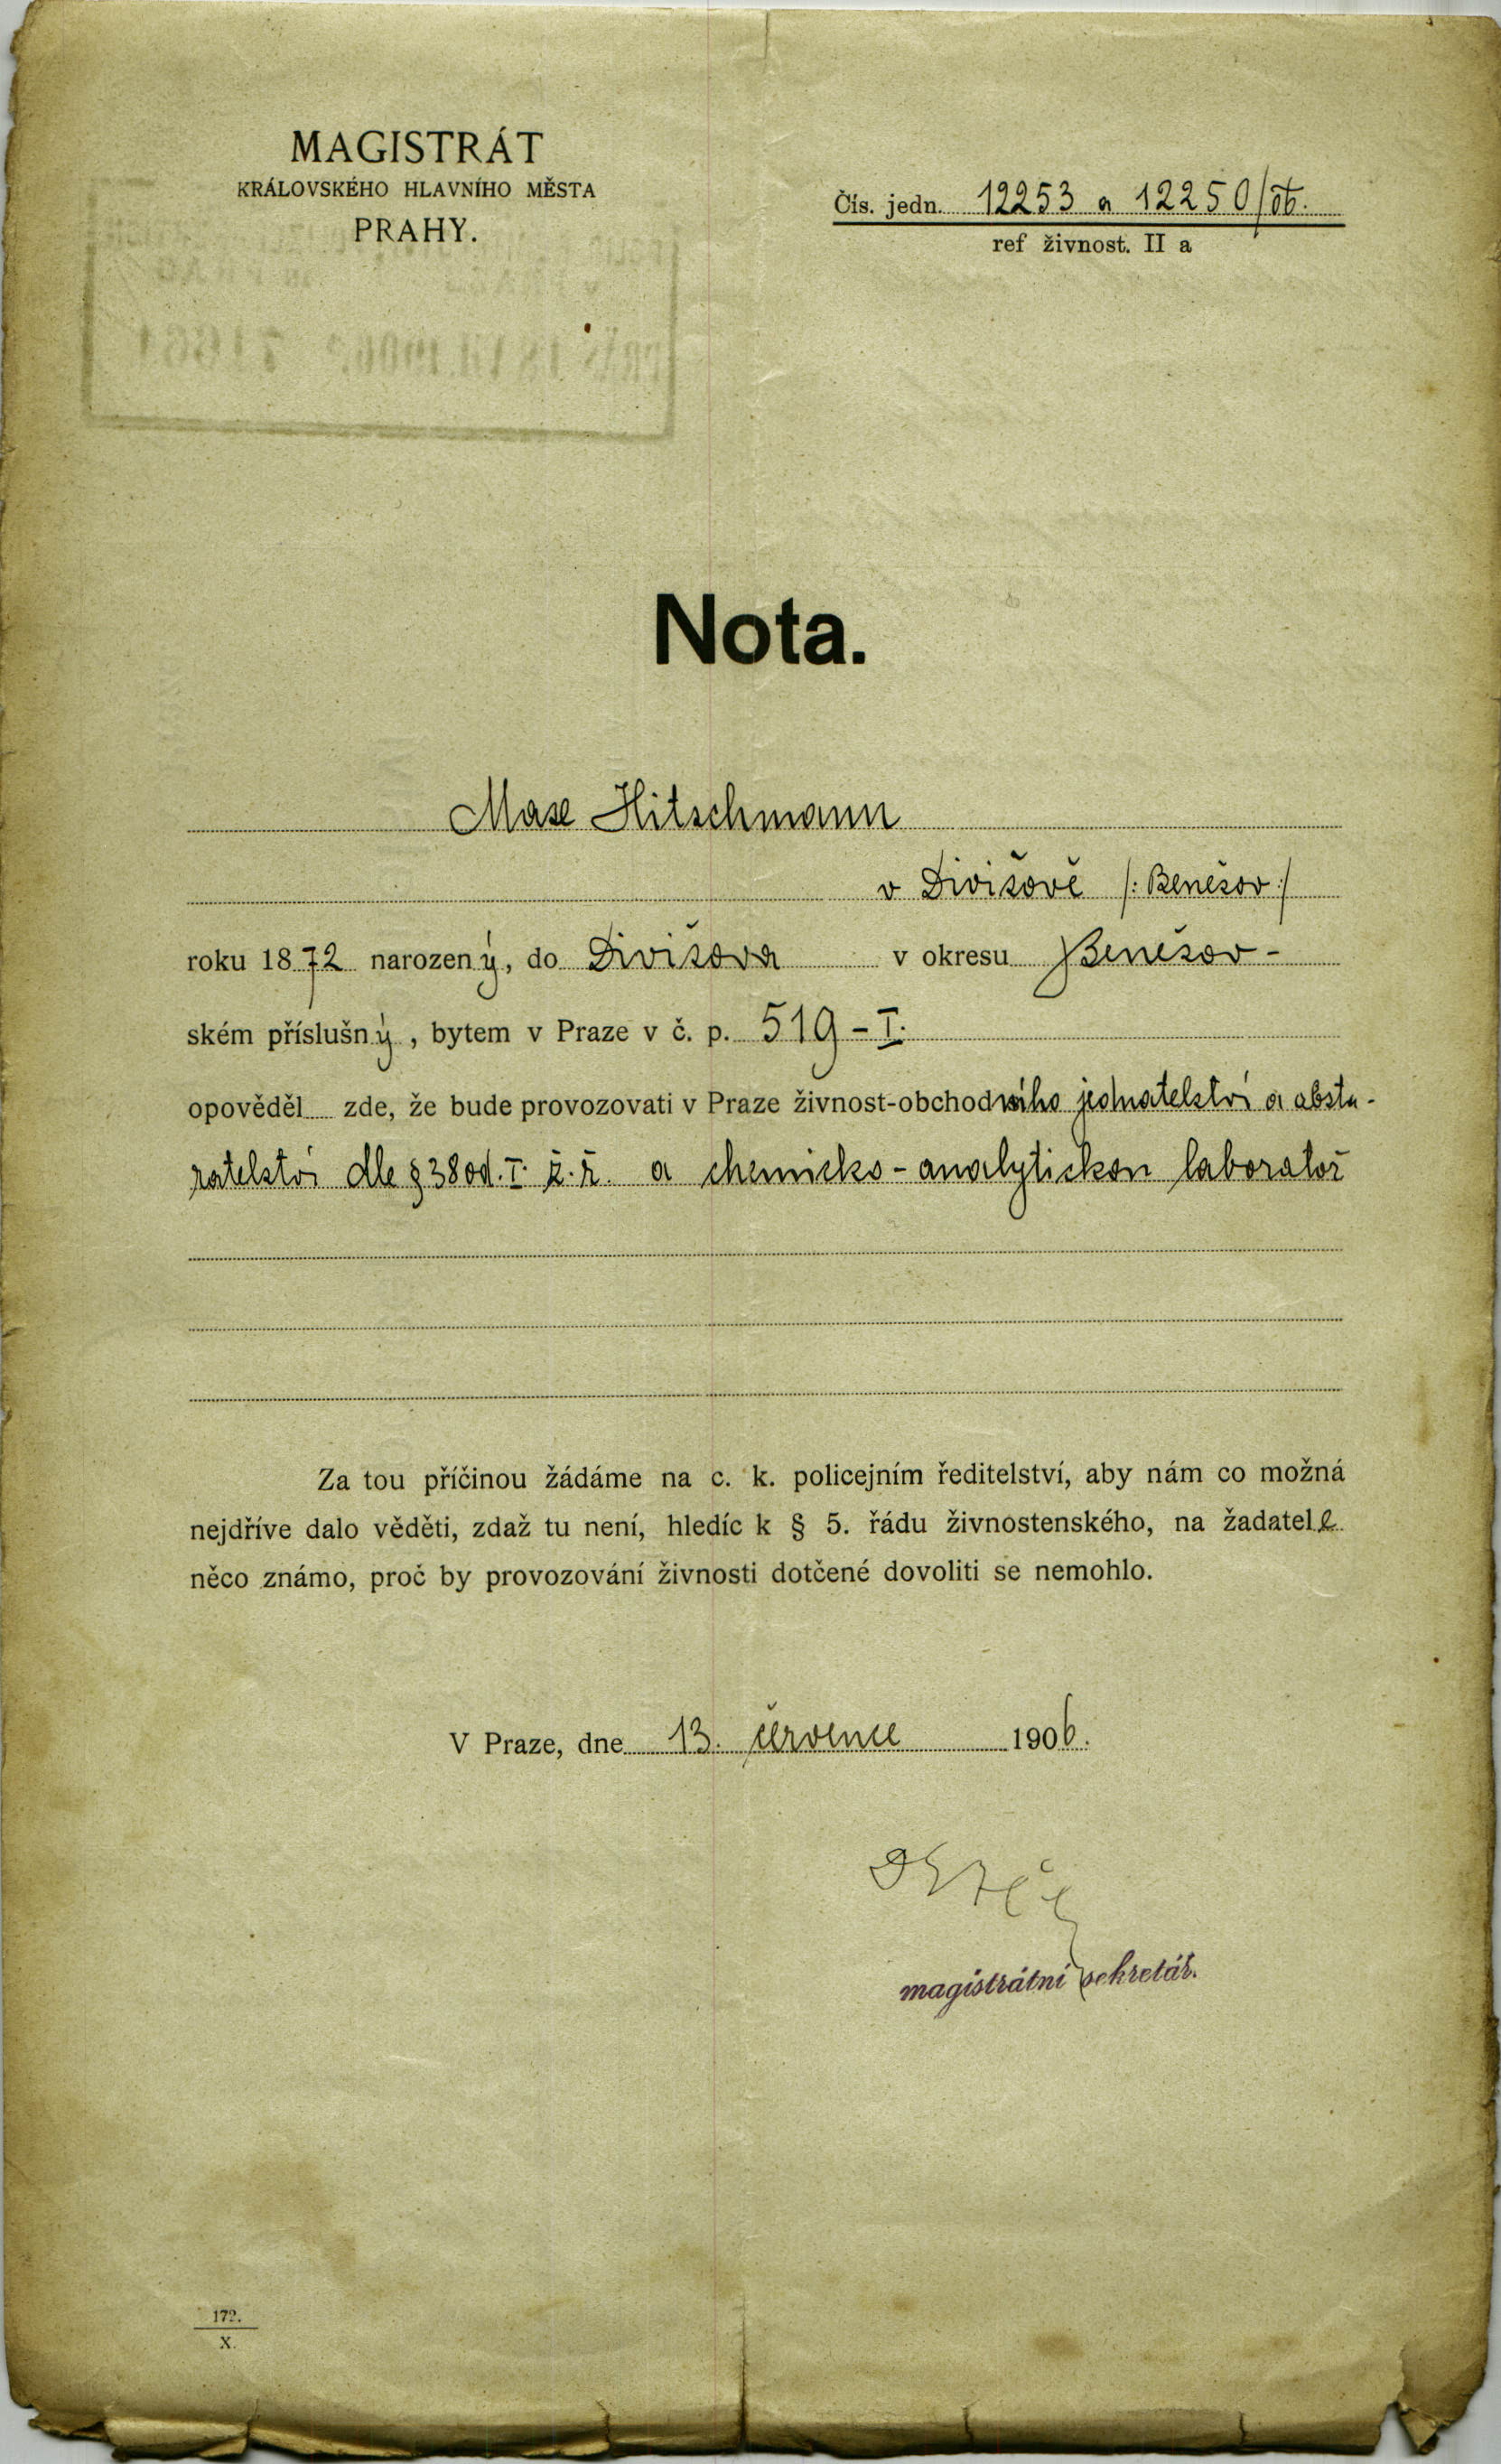 MAGISTRÁT
KRÁLOVSKÉHO HLAVNÍHO MĚSTA
PRAHY.
Čís. jedn. 12253 a 12250/ob.
ref živnost. II a
Nota.
Max Hitschmann
v Divišově /: Benešov :/
roku 1872 narozený, do Divišova v okresu Benešov-
ském příslušný, bytem v Praze v č. p. 519-I.
opověděl zde, že bude provozovati v Praze živnost-obchodního jednatelství a obsta-
ratelství dle § 38 od. I. ž. ř. a chemicko-analytickou laboratoř
Za tou příčinou žádáme na c. k. policejním ředitelství, aby nám co možná
nejdříve dalo věděti, zdaž tu není, hledíc k § 5. řádu živnostenského, na žadatele
něco známo, proč by provozování živnosti dotčené dovoliti se nemohlo.
V Praze, dne 13. července 1906.
magistrátní sekretář.
172.
X.